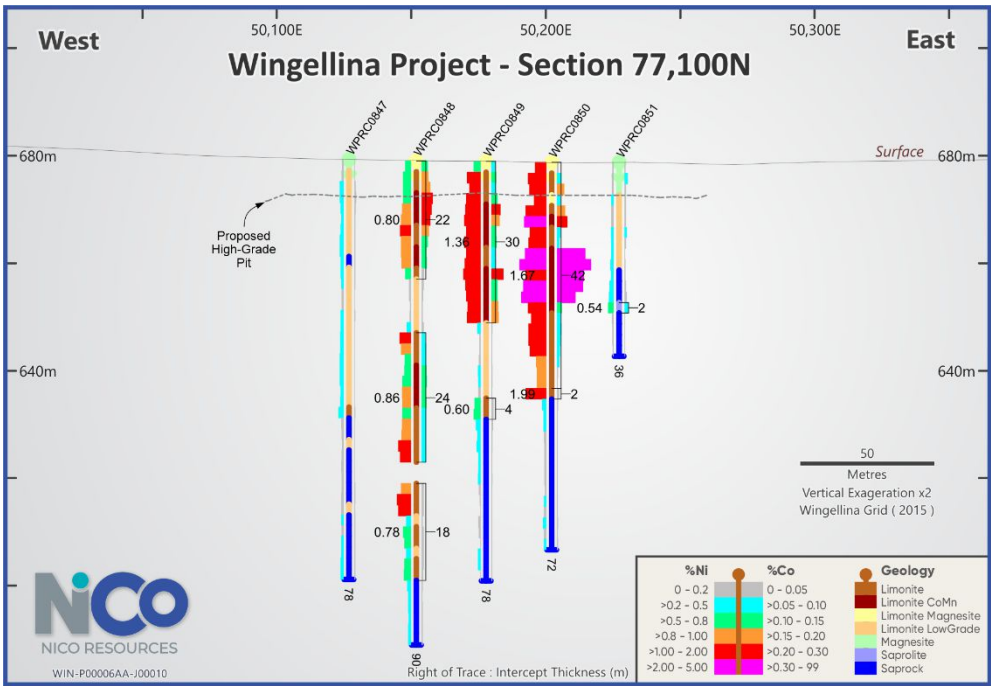 50,100E
50,200E
50,300E
West
East
Wingellina Project - Section 77,100N
WPRC0847
WPRC0848
WPRC0849
WPRC0850
WPRC0851
680m
Surface
680m
Proposed
High-Grade
Pit
0.80
22
1.36
30
1.67
42
0.54
2
640m
640m
36
0.86
24
0.60
4
1.99
2
0.78
18
72
78
78
90
50
Metres
Vertical Exageration x2
Wingellina Grid ( 2015 )
%Ni
%Co
Geology
0 - 0.2
0 - 0.05
Limonite
>0.2 - 0.5
>0.05 - 0.10
Limonite CoMn
>0.5 - 0.8
>0.10 - 0.15
Limonite Magnesite
>0.8 - 1.00
>0.15 - 0.20
Limonite LowGrade
>1.00 - 2.00
>0.20 - 0.30
Magnesite
>2.00 - 5.00
>0.30 - 99
Saprolite
Saprock
NiCo
NICO RESOURCES
WIN-P00006AA-J00010
Right of Trace : Intercept Thickness (m)